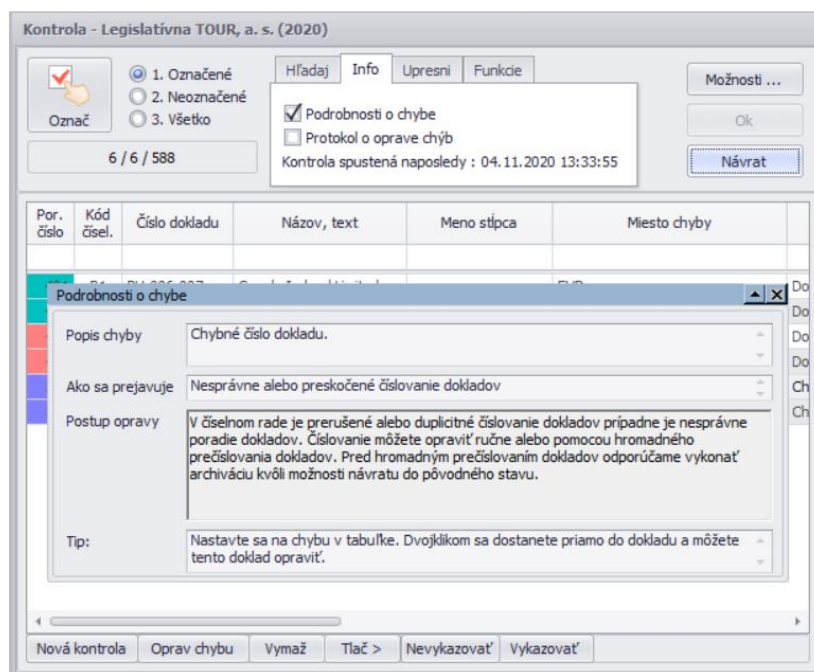 Kontrola - Legislatívna TOUR, a. s. (2020)
Označ
1. Označené
2. Neoznačené
3. Všetko
6 / 6 / 588
Hľadaj Info Upresni Funkcie
Podrobnosti o chybe
Protokol o oprave chýb
Kontrola spustená naposledy : 04.11.2020 13:33:55
Možnosti ...
Ok
Návrat
Por. číslo Kód čísel. Číslo dokladu Názov, text Meno stĺpca Miesto chyby
Do
Do
Do
Do
Ch
Ch
Podrobnosti o chybe
Popis chyby
Chybné číslo dokladu.
Ako sa prejavuje
Nesprávne alebo preskočené číslovanie dokladov
Postup opravy
V číselnom rade je prerušené alebo duplicitné číslovanie dokladov prípadne je nesprávne
poradie dokladov. Číslovanie môžete opraviť ručne alebo pomocou hromadného
prečíslovania dokladov. Pred hromadným prečíslovaním dokladov odporúčame vykonať
archiváciu kvôli možnosti návratu do pôvodného stavu.
Tip:
Nastavte sa na chybu v tabuľke. Dvojklikom sa dostanete priamo do dokladu a môžete
tento doklad opraviť.
Nová kontrola Oprav chybu Vymaž Tlač > Nevykazovať Vykazovať